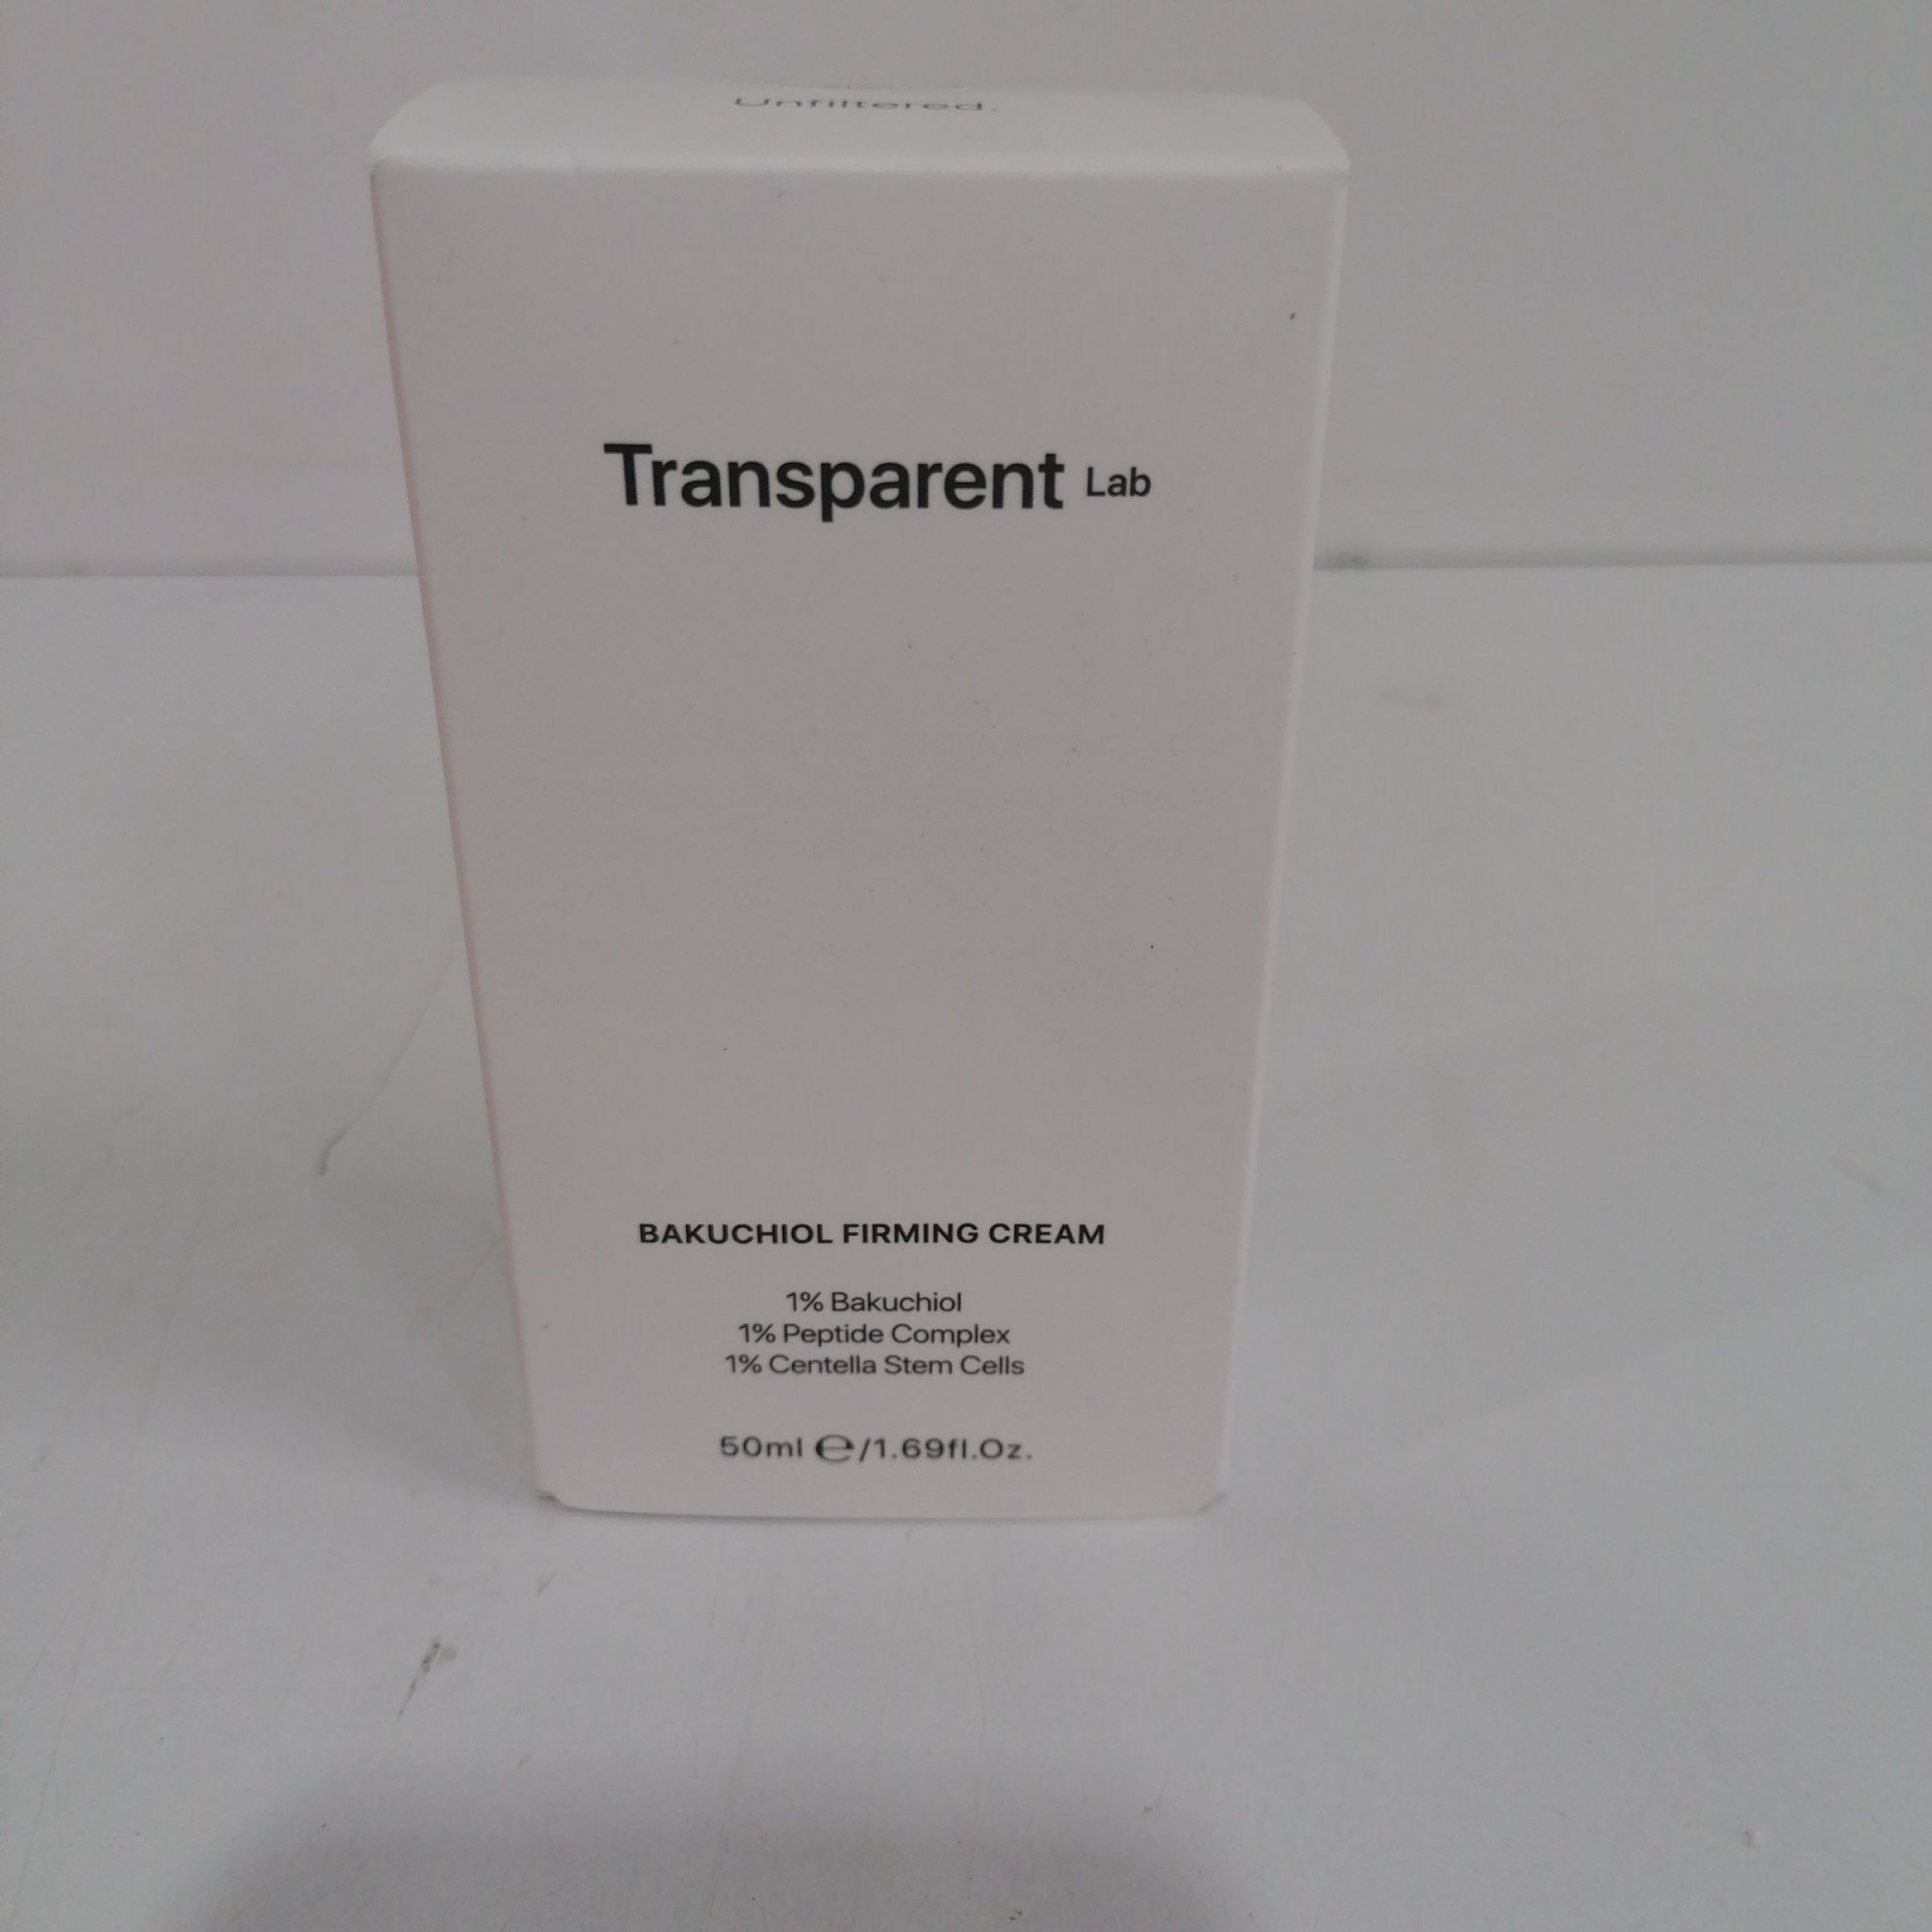 Unfiltered.
Transparent Lab
BAKUCHIOL FIRMING CREAM
1% Bakuchiol
1% Peptide Complex
1% Centella Stem Cells
50ml ℮/1.69fl.Oz.